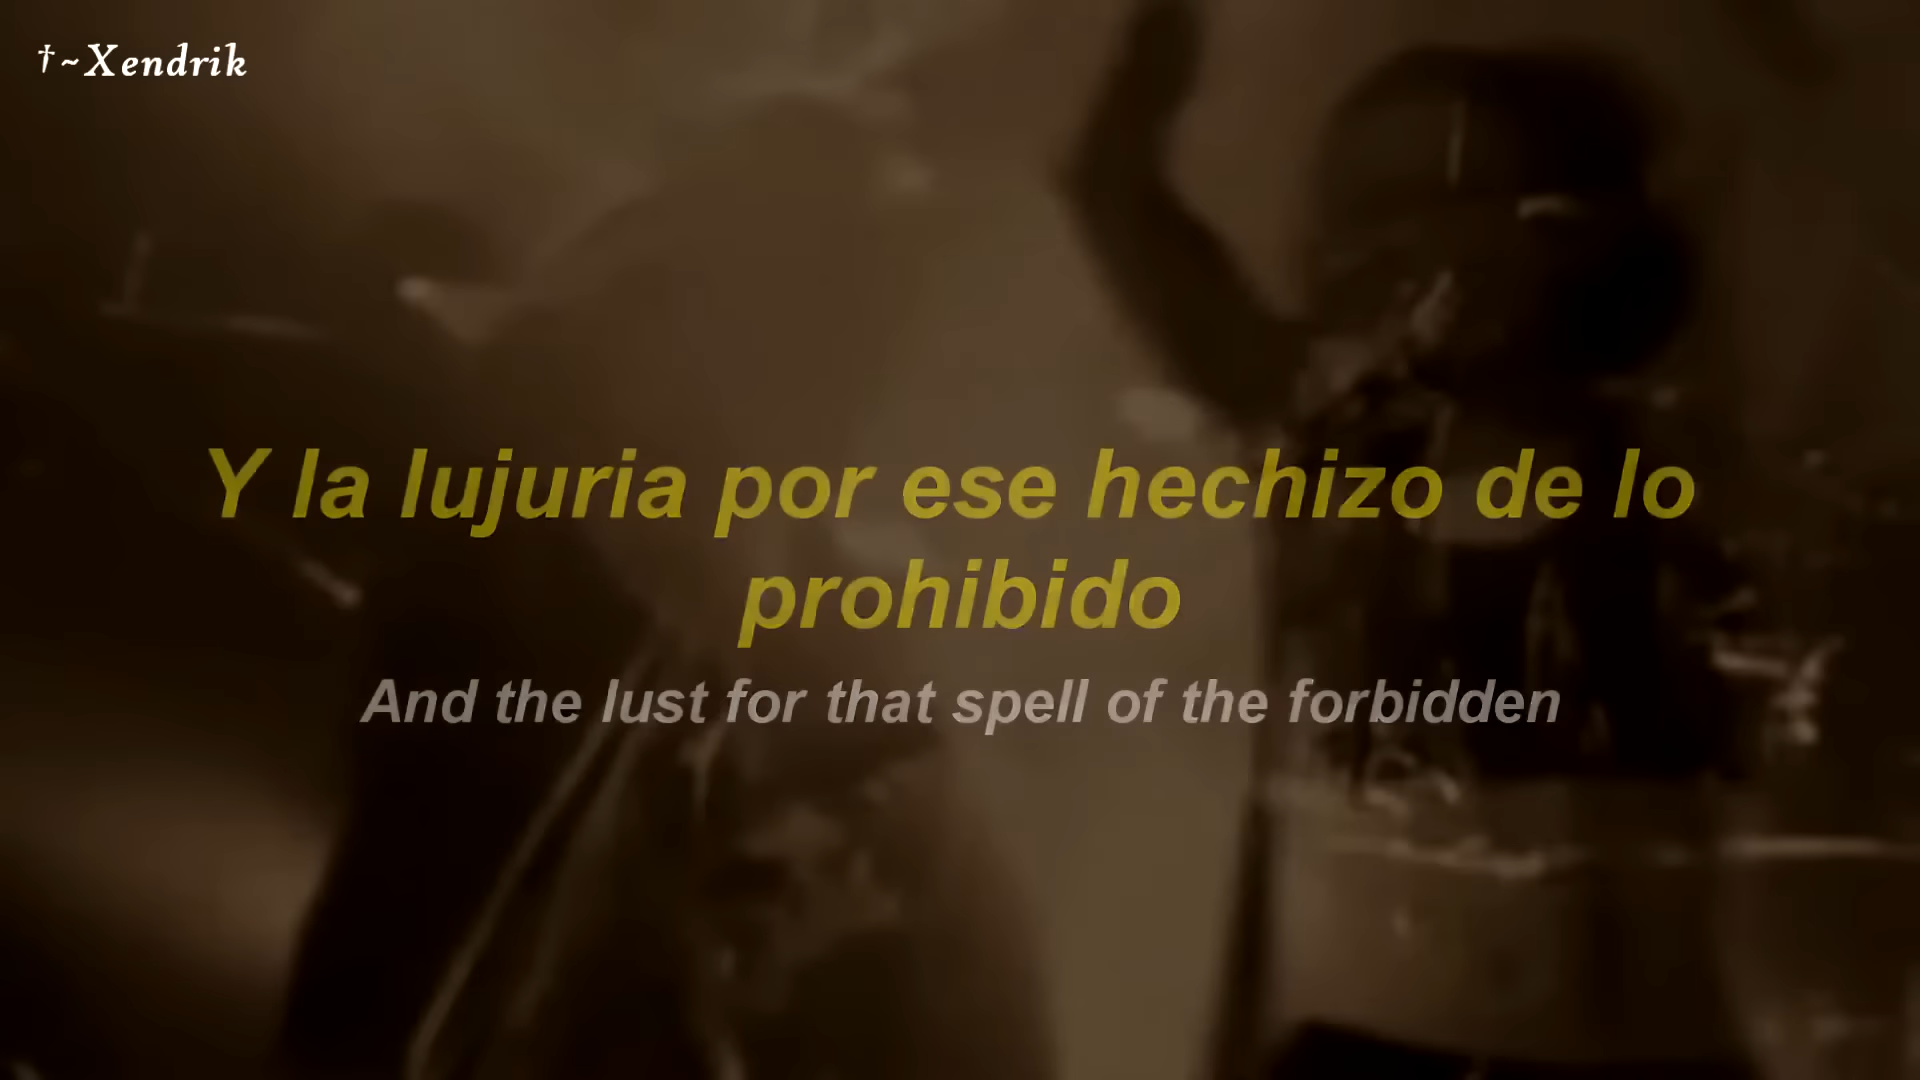 †~Xendrik
Y la lujuria por ese hechizo de lo
prohibido
And the lust for that spell of the forbidden